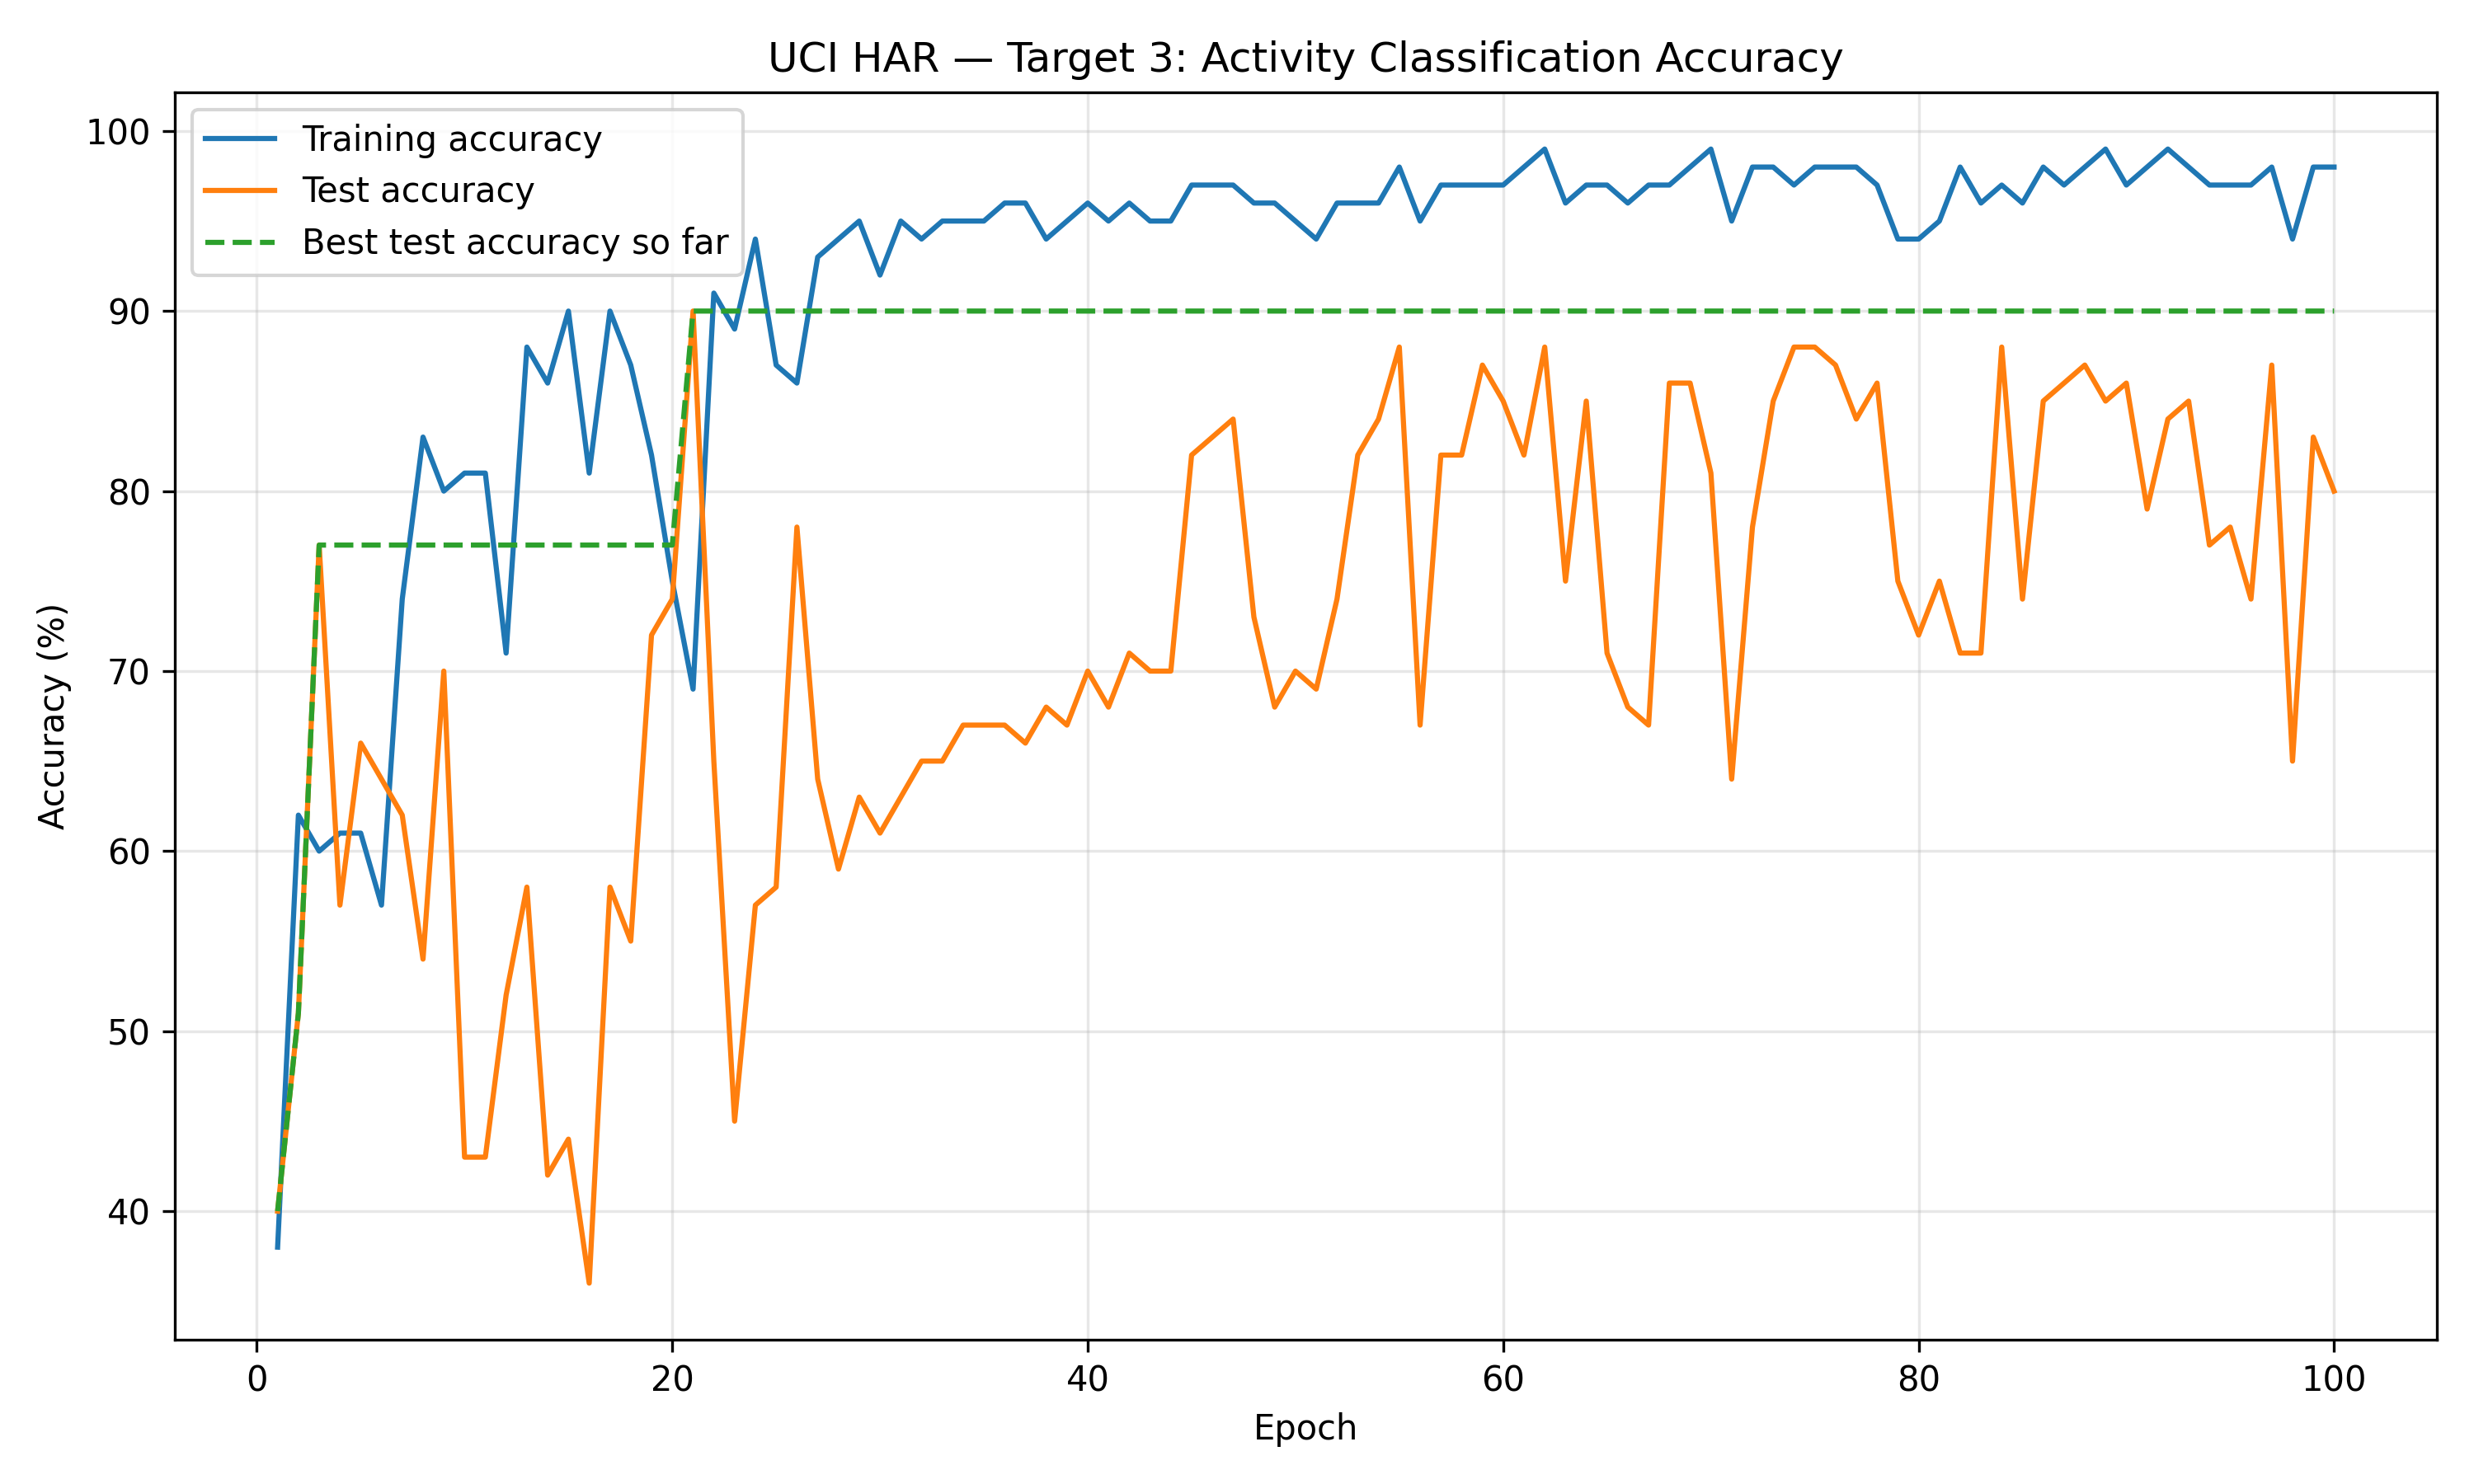 UCI HAR — Target 3: Activity Classification Accuracy
Training accuracy
Test accuracy
Best test accuracy so far
Accuracy (%)
100
90
80
70
60
50
40
0 20 40 60 80 100
Epoch